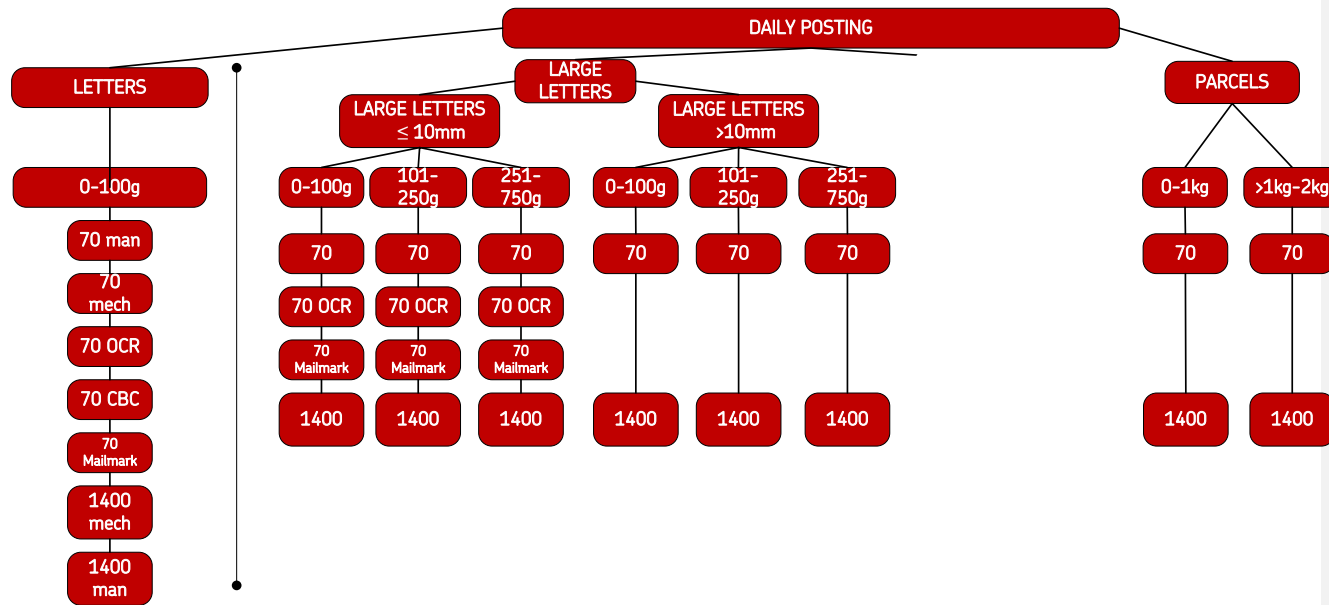 DAILY POSTING
LETTERS
LARGE
LETTERS
PARCELS
LARGE LETTERS
≤ 10mm
LARGE LETTERS
>10mm
0-100g
0-100g
101-
250g
251-
750g
0-100g
101-
250g
251-
750g
0-1kg
>1kg-2kg
70 man
70
mech
70 OCR
70 CBC
70
Mailmark
1400
mech
1400
man
70
70
70
70
70
70
70
70
70 OCR
70 OCR
70 OCR
70
Mailmark
70
Mailmark
70
Mailmark
1400
1400
1400
1400
1400
1400
1400
1400